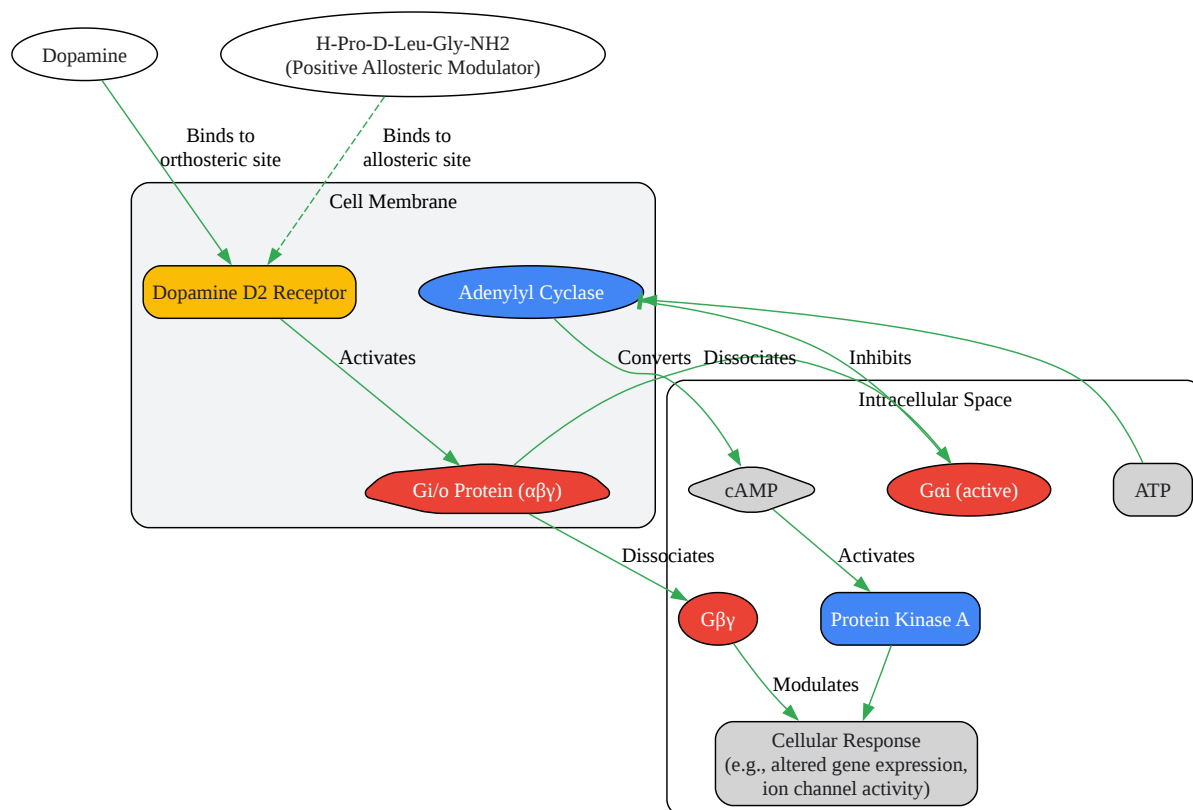 Dopamine
H-Pro-D-Leu-Gly-NH2
(Positive Allosteric Modulator)
Binds to
orthosteric site
Binds to
allosteric site
Cell Membrane
Dopamine D2 Receptor
Adenylyl Cyclase
Activates
Converts
Dissociates
Inhibits
Intracellular Space
Gi/o Protein (αβγ)
cAMP
Gαi (active)
ATP
Dissociates
Activates
Gβγ
Protein Kinase A
Modulates
Cellular Response
(e.g., altered gene expression,
ion channel activity)